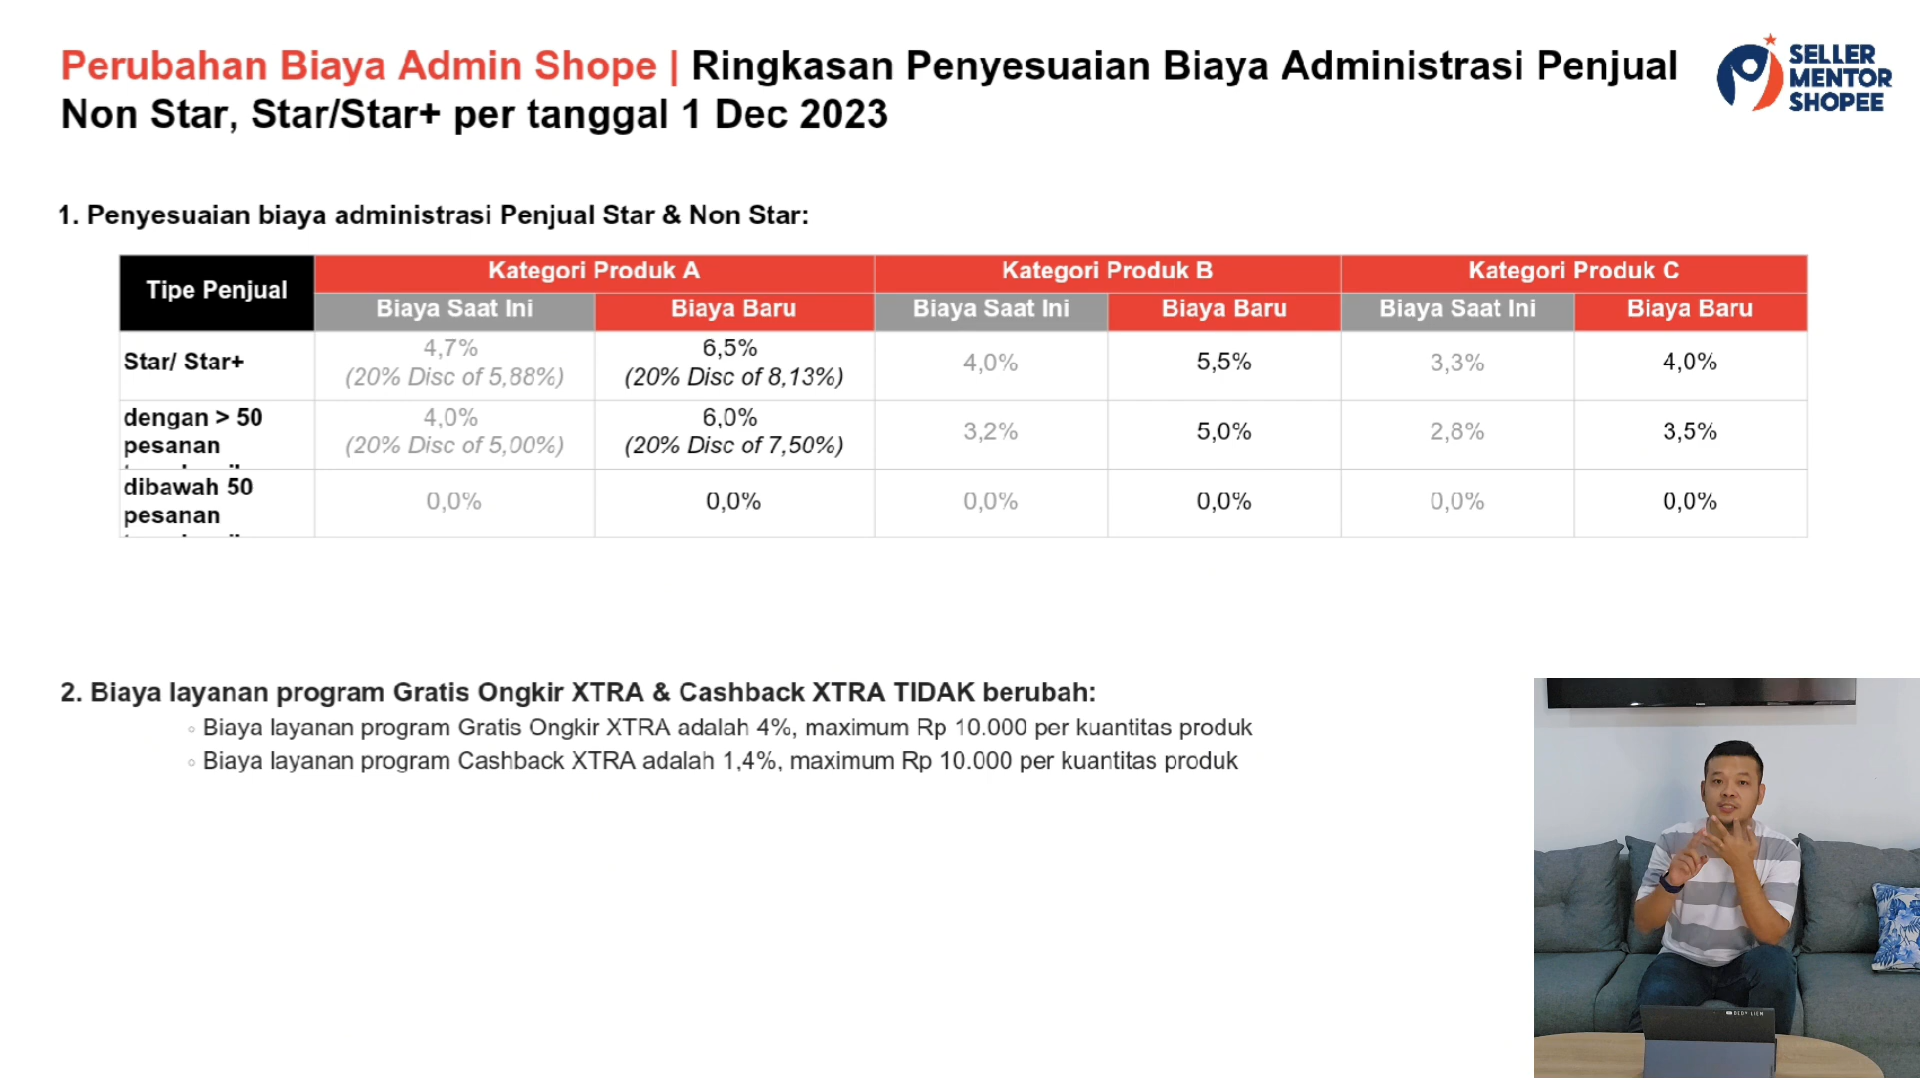 Perubahan Biaya Admin Shope | Ringkasan Penyesuaian Biaya Administrasi Penjual
Non Star, Star/Star+ per tanggal 1 Dec 2023
SELLER
MENTOR
SHOPEE
1. Penyesuaian biaya administrasi Penjual Star & Non Star:
Tipe Penjual
Kategori Produk A
Kategori Produk B
Kategori Produk C
Biaya Saat Ini
Biaya Baru
Biaya Saat Ini
Biaya Baru
Biaya Saat Ini
Biaya Baru
Star/ Star+
4,7%
(20% Disc of 5,88%)
6,5%
(20% Disc of 8,13%)
4,0%
5,5%
3,3%
4,0%
dengan > 50
pesanan
4,0%
(20% Disc of 5,00%)
6,0%
(20% Disc of 7,50%)
3,2%
5,0%
2,8%
3,5%
dibawah 50
pesanan
0,0%
0,0%
0,0%
0,0%
0,0%
0,0%
2. Biaya layanan program Gratis Ongkir XTRA & Cashback XTRA TIDAK berubah:
◦ Biaya layanan program Gratis Ongkir XTRA adalah 4%, maximum Rp 10.000 per kuantitas produk
◦ Biaya layanan program Cashback XTRA adalah 1,4%, maximum Rp 10.000 per kuantitas produk
DEDY LIEM